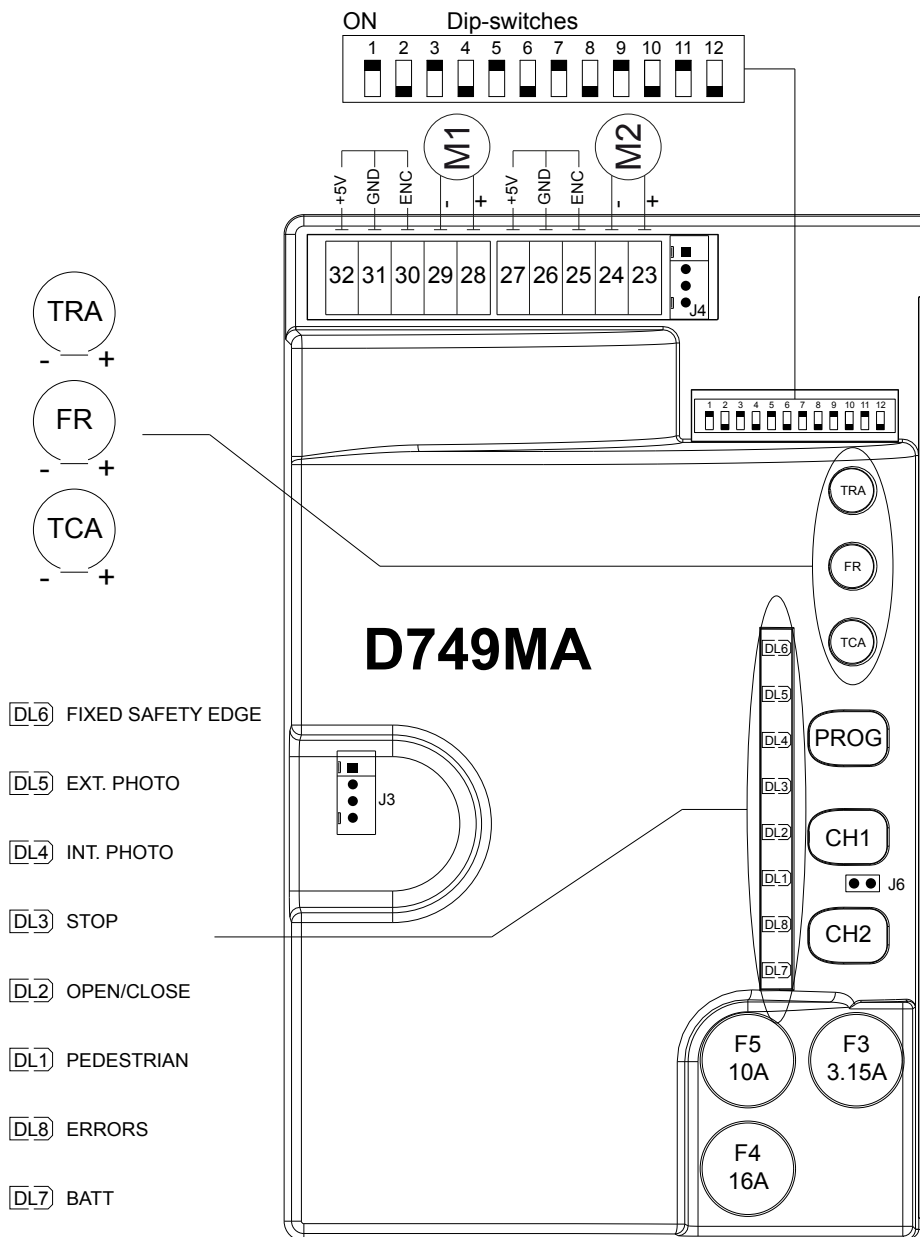 ON Dip-switches
1 2 3 4 5 6 7 8 9 10 11 12
M1 M2
+5V GND ENC - + +5V GND ENC - +
32 31 30 29 28 27 26 25 24 23
J4
TRA
- +
FR
- +
TCA
- +
1 2 3 4 5 6 7 8 9 10 11 12
TRA
FR
TCA
D749MA
DL6 FIXED SAFETY EDGE
DL5 EXT. PHOTO
DL4 INT. PHOTO
DL3 STOP
DL2 OPEN/CLOSE
DL1 PEDESTRIAN
DL8 ERRORS
DL7 BATT
J3
DL6
DL5
DL4
DL3
DL2
DL1
DL8
DL7
PROG
CH1
J6
CH2
F5
10A
F3
3.15A
F4
16A